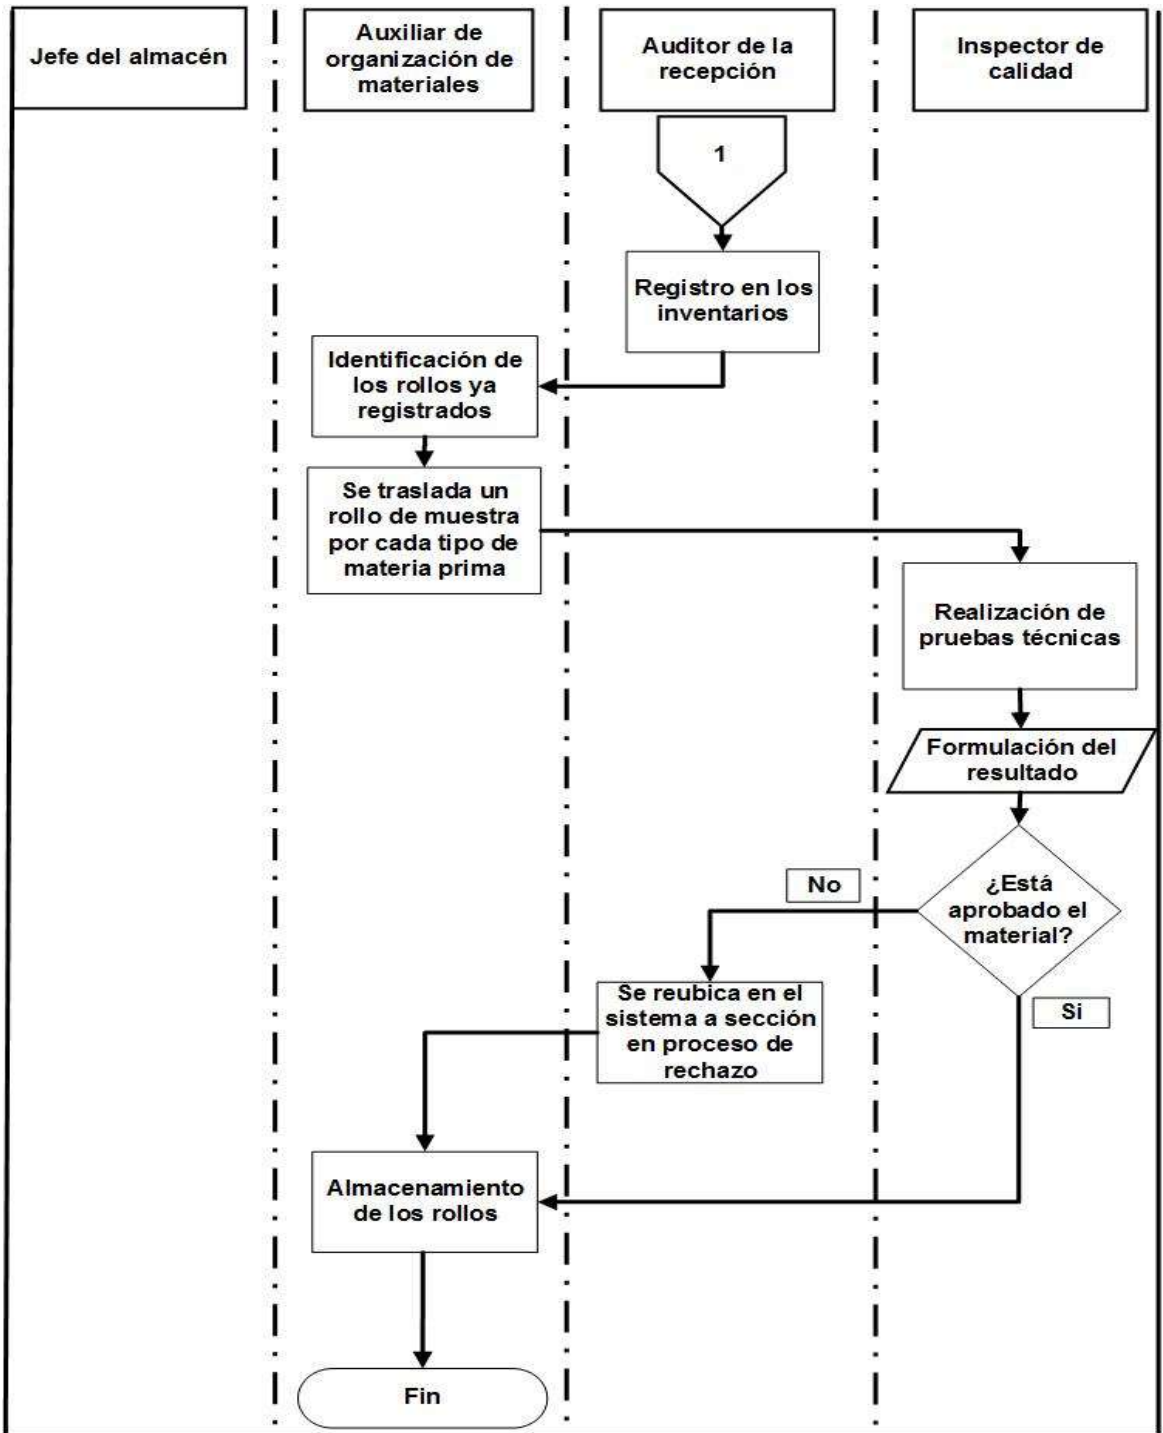 Jefe del almacén
Auxiliar de
organización de
materiales
Auditor de la
recepción
Inspector de
calidad
1
Registro en los
inventarios
Identificación de
los rollos ya
registrados
Se traslada un
rollo de muestra
por cada tipo de
materia prima
Realización de
pruebas técnicas
Formulación del
resultado
¿Está
aprobado el
material?
No
Si
Se reubica en el
sistema a sección
en proceso de
rechazo
Almacenamiento
de los rollos
Fin